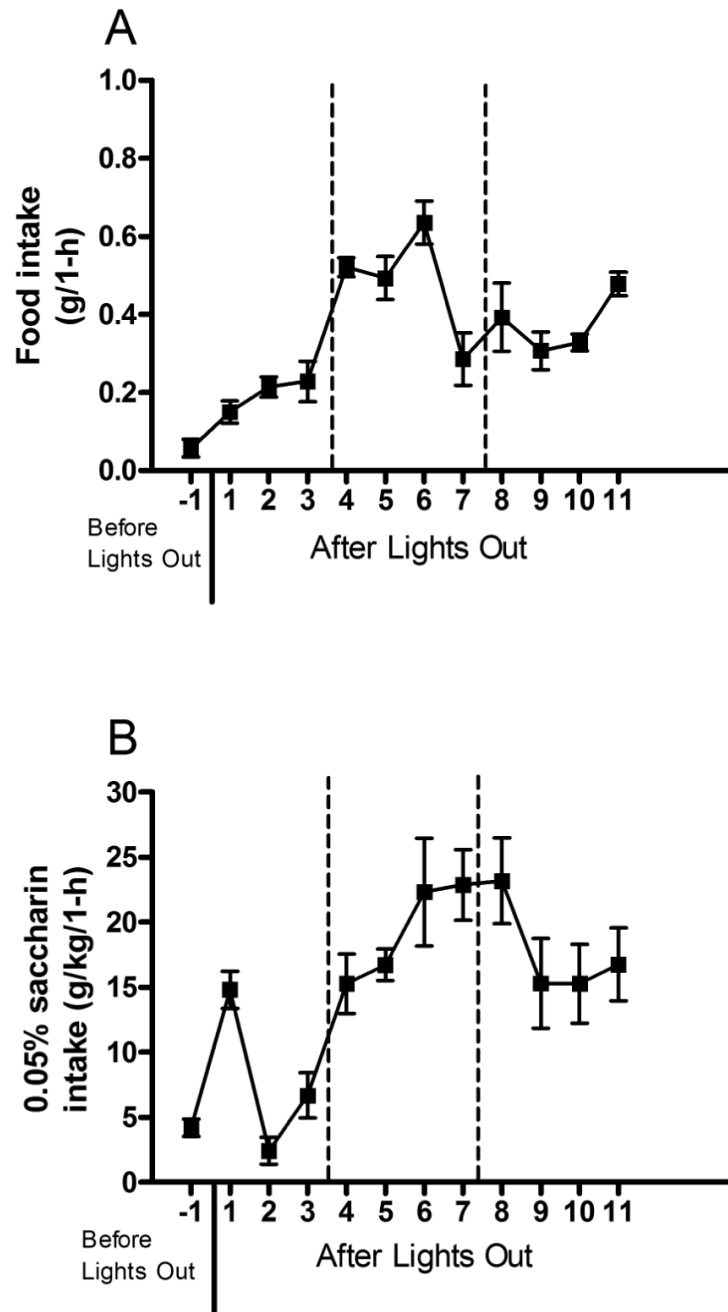 A
Food intake
(g/1-h)
1.0
0.8
0.6
0.4
0.2
0.0
-1 1 2 3 4 5 6 7 8 9 10 11
Before
Lights Out
After Lights Out
B
0.05% saccharin
intake (g/kg/1-h)
30
25
20
15
10
5
0
-1 1 2 3 4 5 6 7 8 9 10 11
Before
Lights Out
After Lights Out